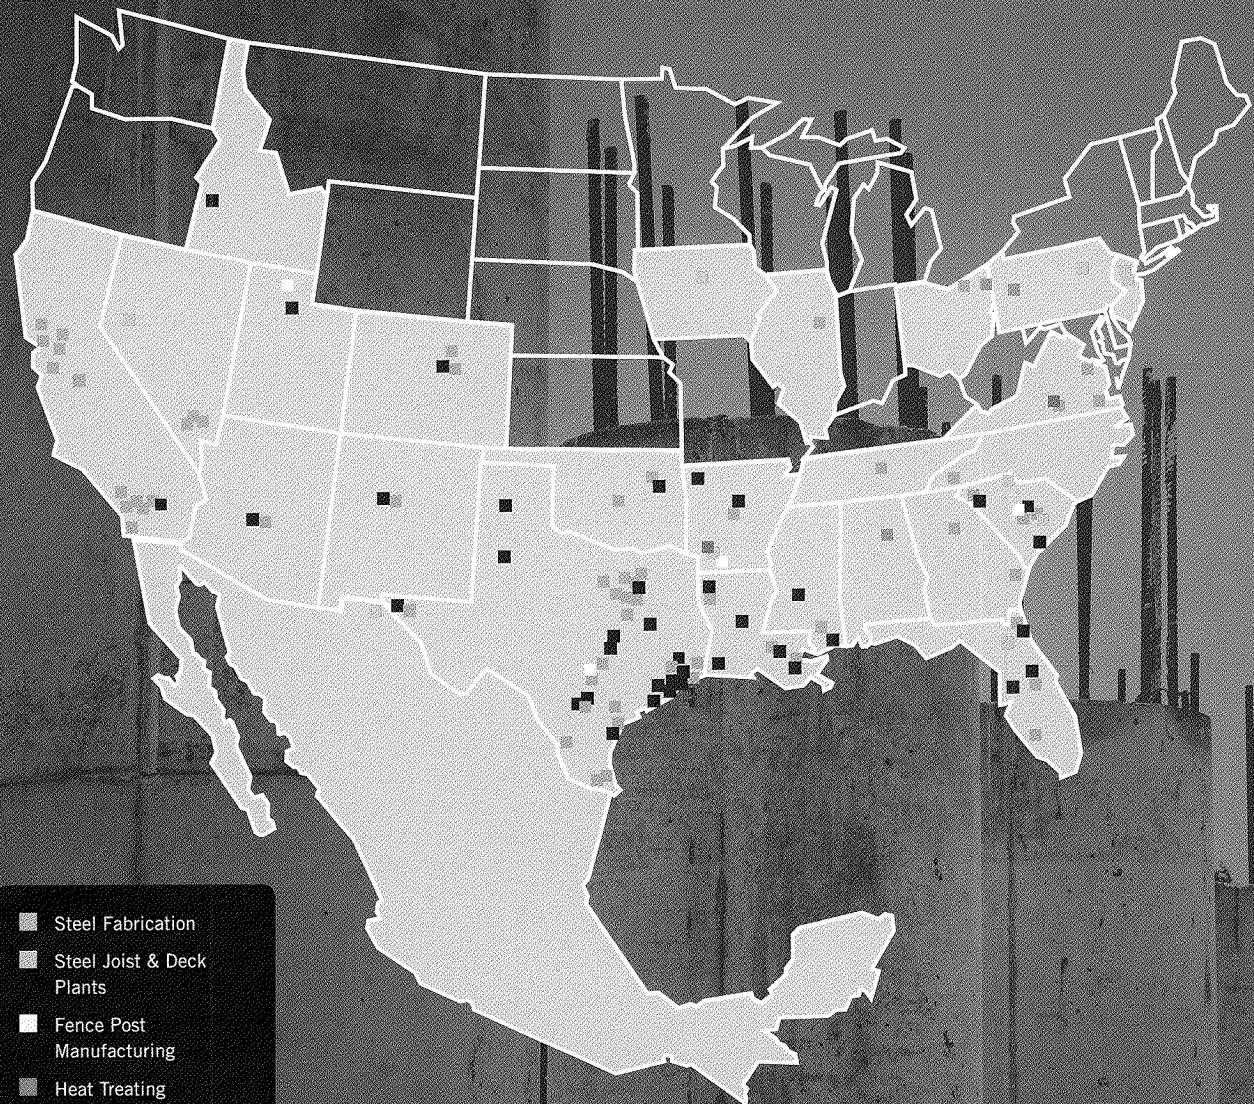 Steel Fabrication
Steel Joist & Deck
Plants
Fence Post
Manufacturing
Heat Treating